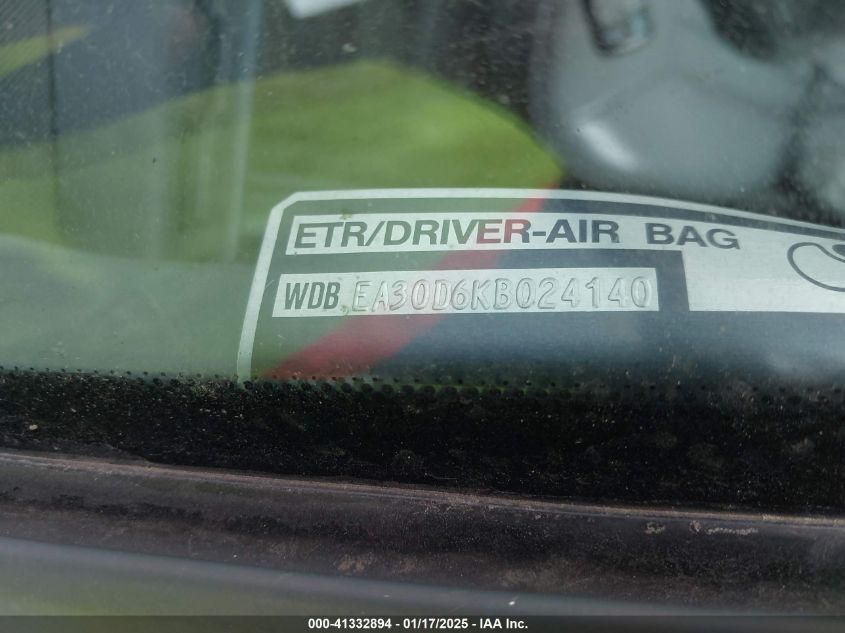 ETR/DRIVER-AIR BAG
WDB EA30D6KB024140
000-41332894 - 01/17/2025 - IAA Inc.